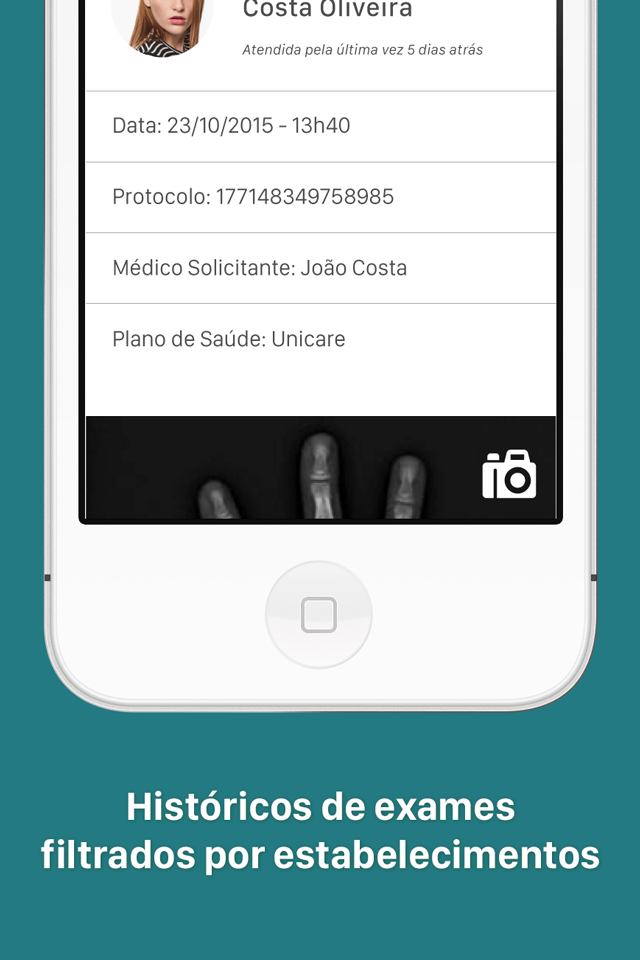 Costa Oliveira
Atendida pela última vez 5 dias atrás
Data: 23/10/2015 - 13h40
Protocolo: 177148349758985
Médico Solicitante: João Costa
Plano de Saúde: Unicare
Históricos de exames
filtrados por estabelecimentos